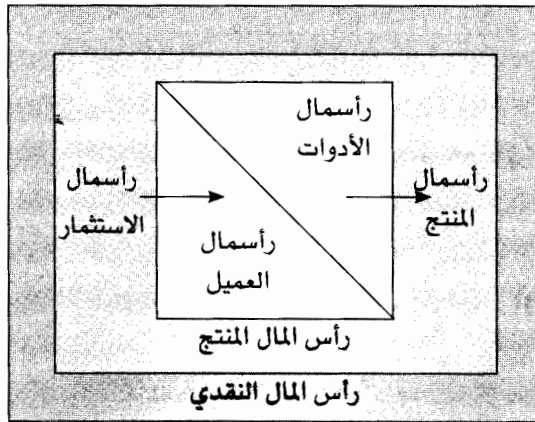 رأسمال
الأدوات
رأسمال
الاستثمار
رأسمال
المنتج
رأسمال
العميل
رأس المال المنتج
رأس المال النقدي